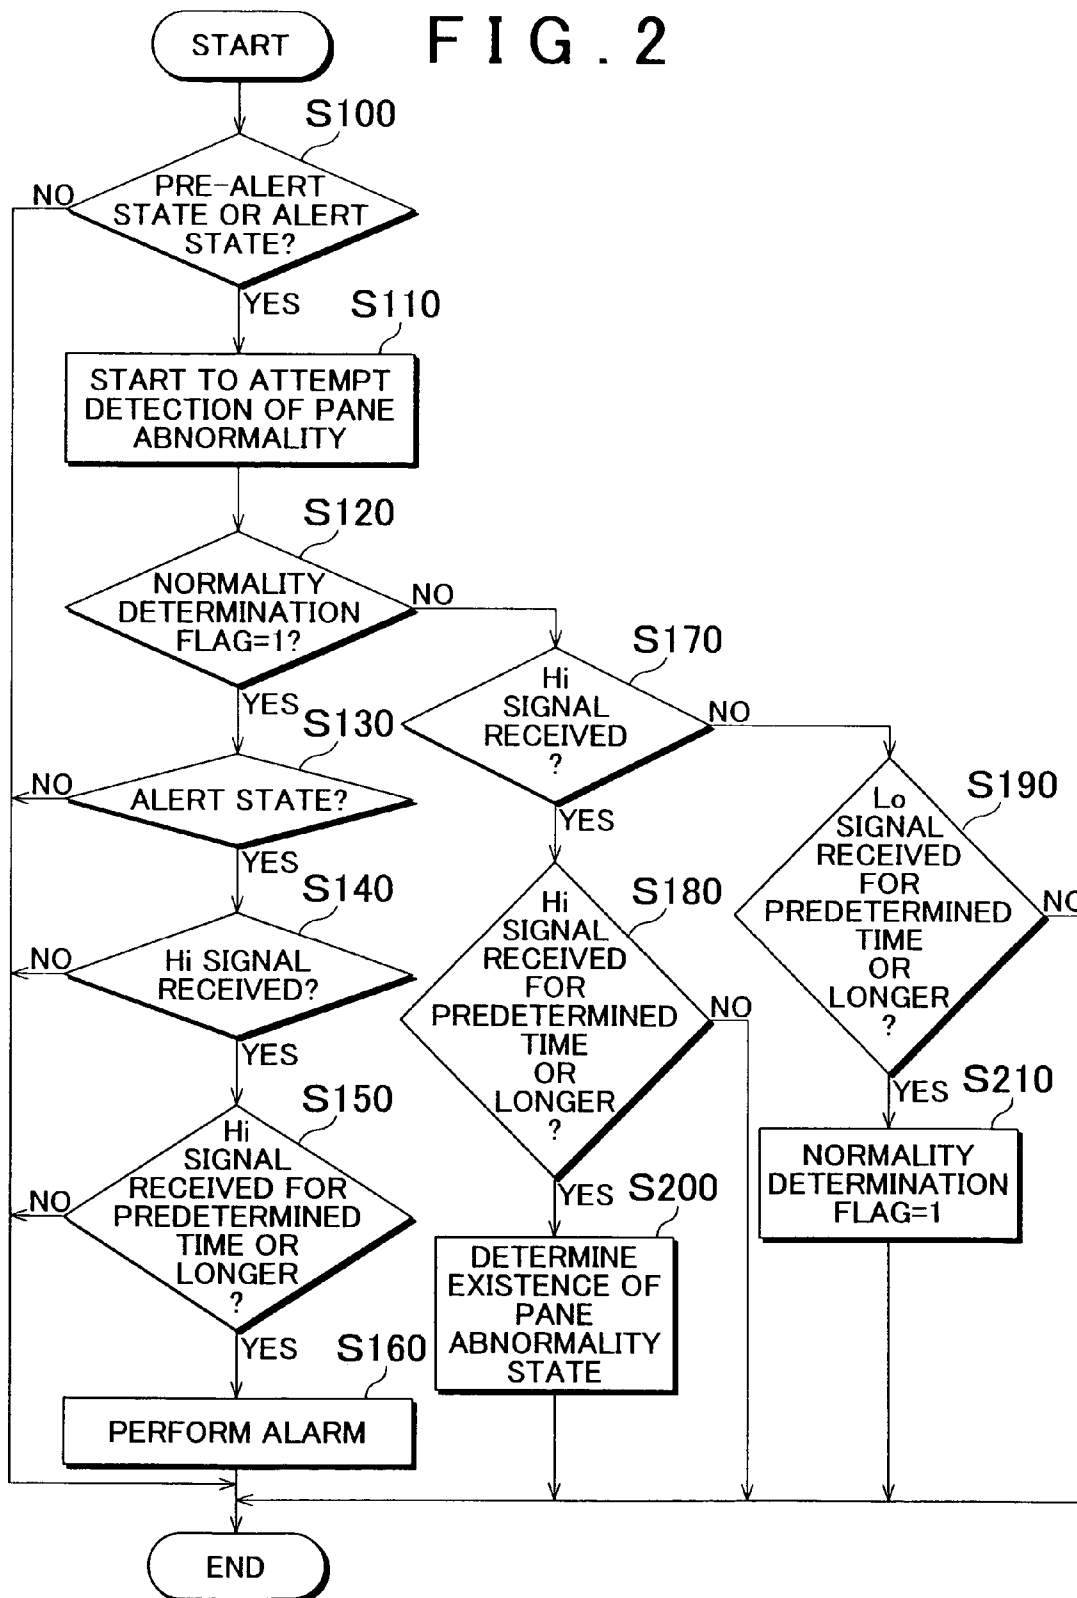 FIG.2
START
S100
PRE-ALERT
STATE OR ALERT
STATE?
NO
YES
S110
START TO ATTEMPT
DETECTION OF PANE
ABNORMALITY
S120
NORMALITY
DETERMINATION
FLAG=1?
NO
YES
S130
ALERT STATE?
NO
YES
S140
Hi SIGNAL
RECEIVED?
NO
YES
S150
Hi
SIGNAL
RECEIVED FOR
PREDETERMINED
TIME OR
LONGER
?
NO
YES
S160
PERFORM ALARM
S170
Hi
SIGNAL
RECEIVED
?
NO
YES
S180
Hi
SIGNAL
RECEIVED
FOR
PREDETERMINED
TIME
OR
LONGER
?
NO
YES
S200
DETERMINE
EXISTENCE OF
PANE
ABNORMALITY
STATE
S190
Lo
SIGNAL
RECEIVED
FOR
PREDETERMINED
TIME
OR
LONGER
?
NO
YES
S210
NORMALITY
DETERMINATION
FLAG=1
END